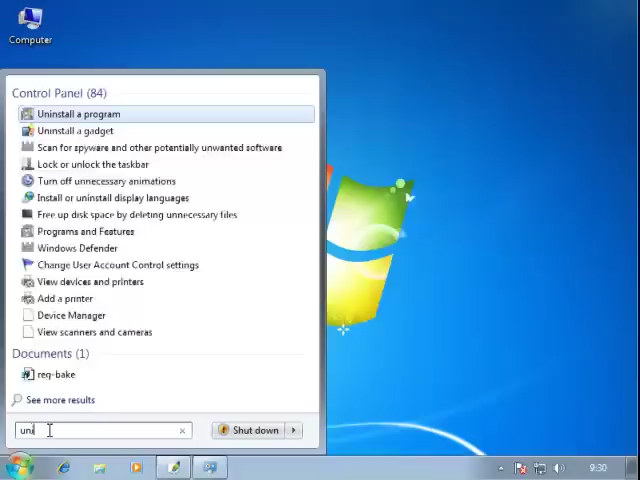 Computer
Control Panel (84)
Uninstall a program
Uninstall a gadget
Scan for spyware and other potentially unwanted software
Lock or unlock the taskbar
Turn off unnecessary animations
Install or uninstall display languages
Free up disk space by deleting unnecessary files
Programs and Features
Windows Defender
Change User Account Control settings
View devices and printers
Add a printer
Device Manager
View scanners and cameras
Documents (1)
reg-bake
See more results
uni
Shut down
9:30